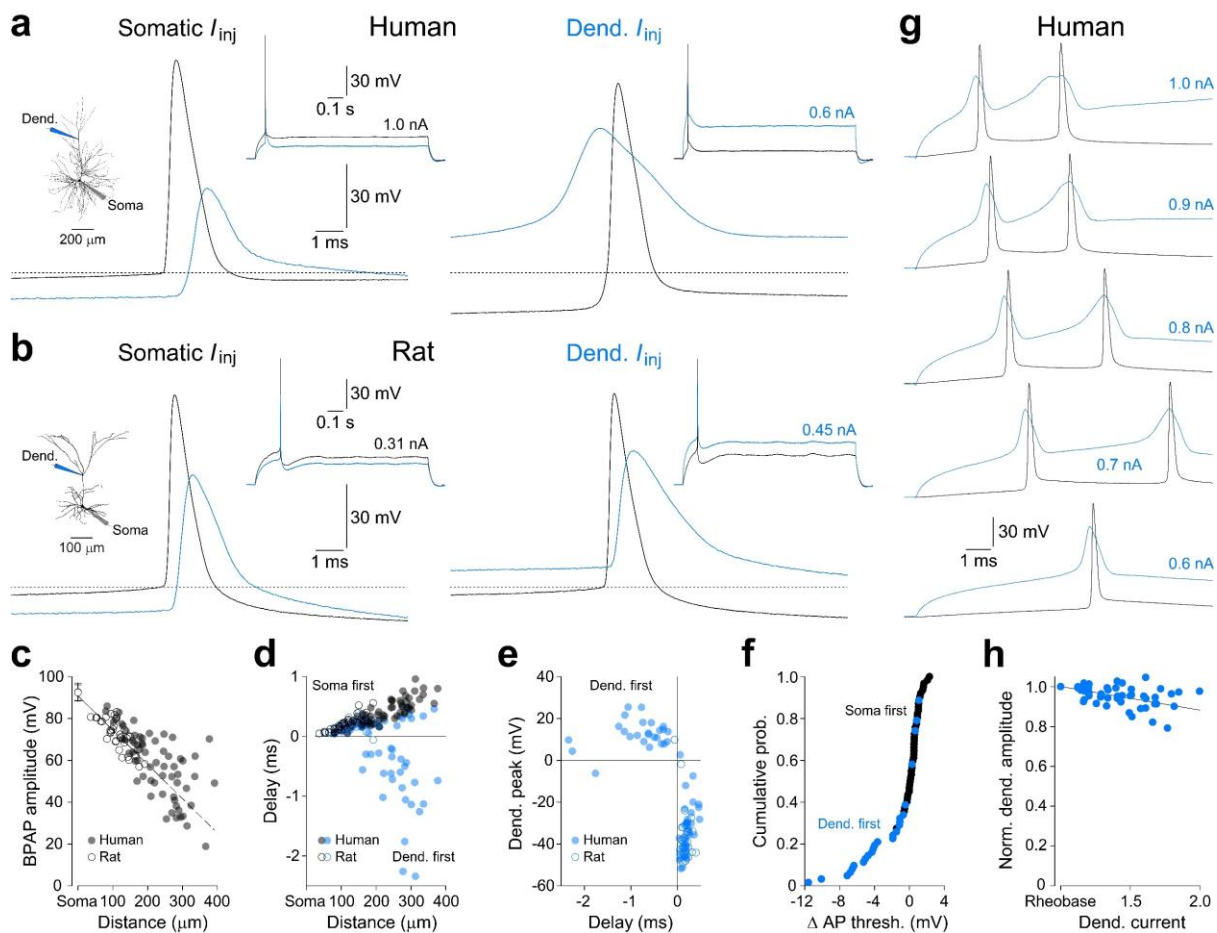 a
Somatic Iinj
Human
Dend. Iinj
Dend.
Soma
200 μm
30 mV
0.1 s
1.0 nA
30 mV
1 ms
0.6 nA
b
Somatic Iinj
Rat
Dend. Iinj
Dend.
Soma
100 μm
30 mV
0.1 s
0.31 nA
30 mV
1 ms
0.45 nA
g
Human
1.0 nA
0.9 nA
0.8 nA
0.7 nA
30 mV
1 ms
0.6 nA
c
BPAP amplitude (mV)
100
80
60
40
20
0
Human
Rat
Soma 100 200 300 400
Distance (μm)
d
Delay (ms)
1
0
-1
-2
Soma first
Human
Rat
Dend. first
Soma 100 200 300 400
Distance (μm)
e
Dend. peak (mV)
40
20
0
-20
-40
-60
Dend. first
Human
Rat
-2 -1 0
Delay (ms)
f
Cumulative prob.
1.0
0.8
0.6
0.4
0.2
0
Soma first
Dend. first
-12 -8 -4 0 4
Δ AP thresh. (mV)
h
Norm. dend. amplitude
1.0
0.8
0.6
0.4
0.2
0
Rheobase 1.5 2.0
Dend. current